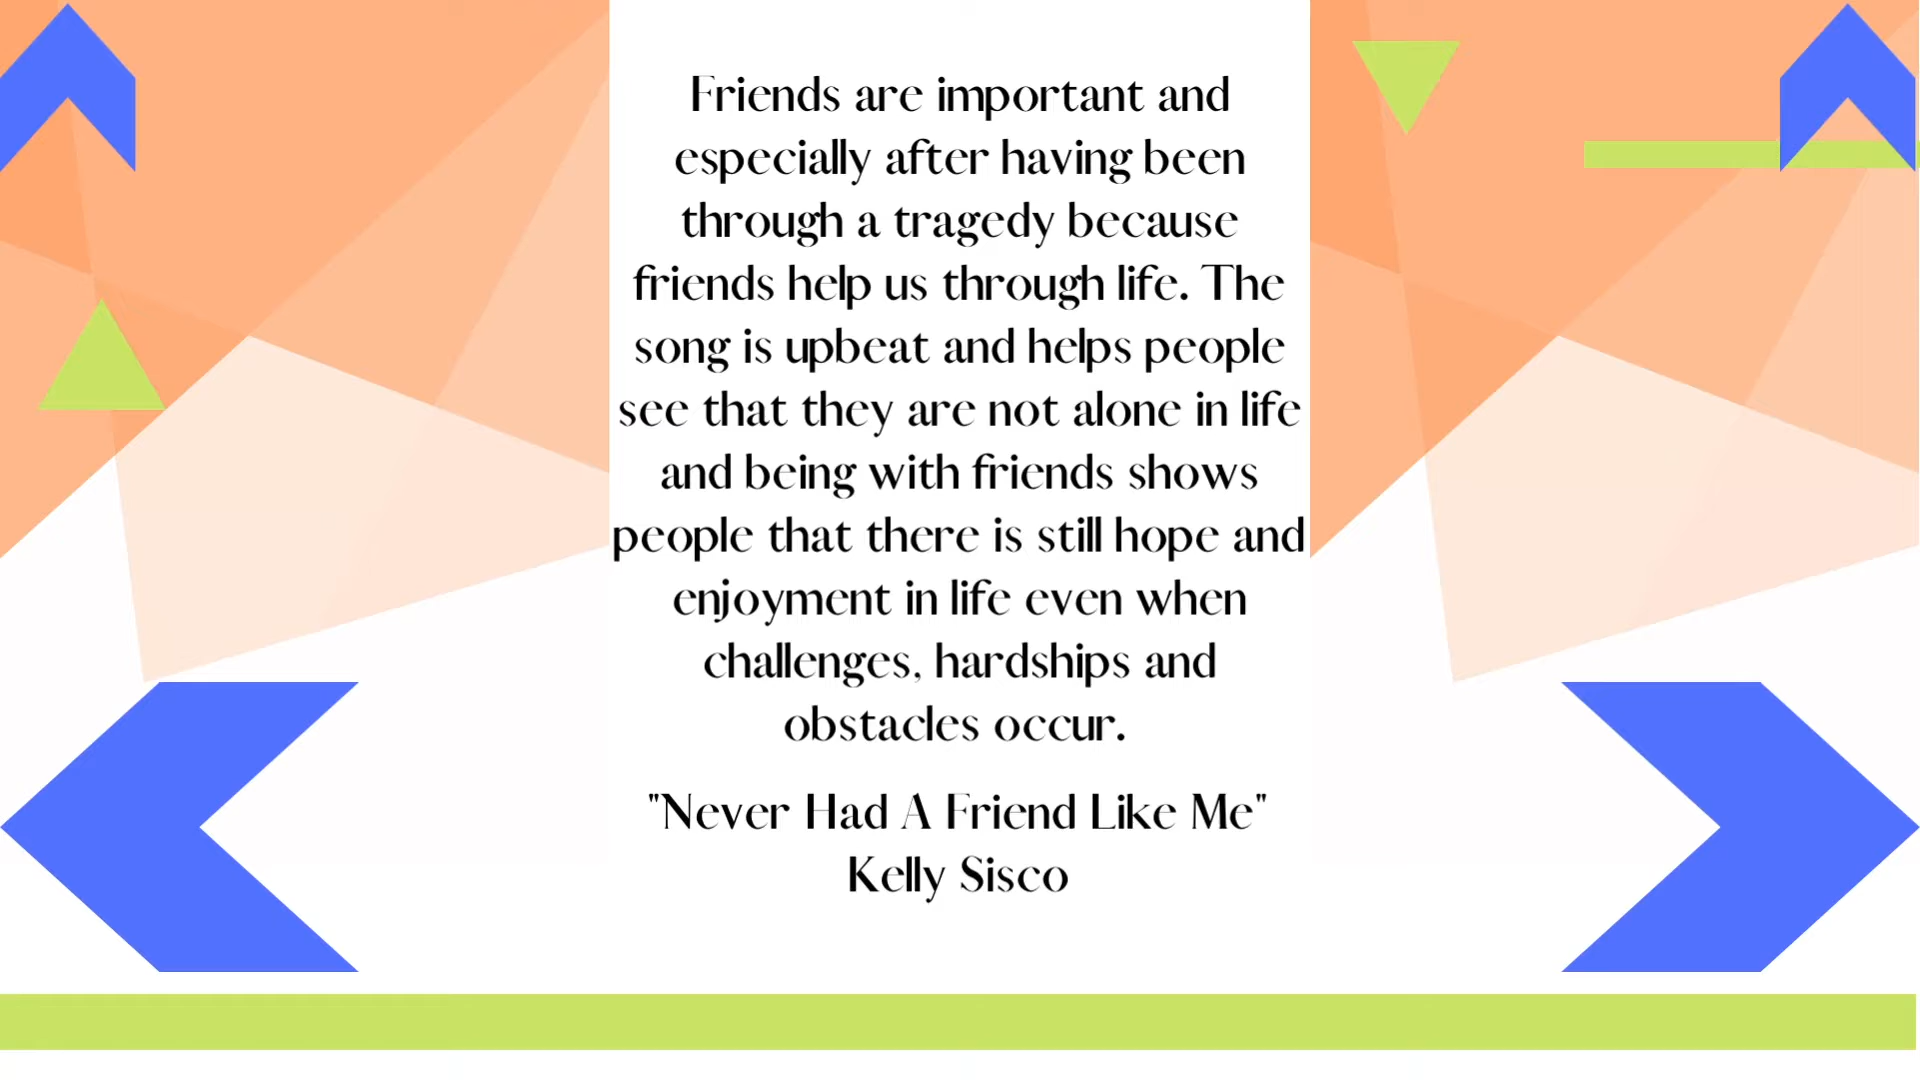 Friends are important and
especially after having been
through a tragedy because
friends help us through life. The
song is upbeat and helps people
see that they are not alone in life
and being with friends shows
people that there is still hope and
enjoyment in life even when
challenges, hardships and
obstacles occur.
"Never Had A Friend Like Me"
Kelly Sisco